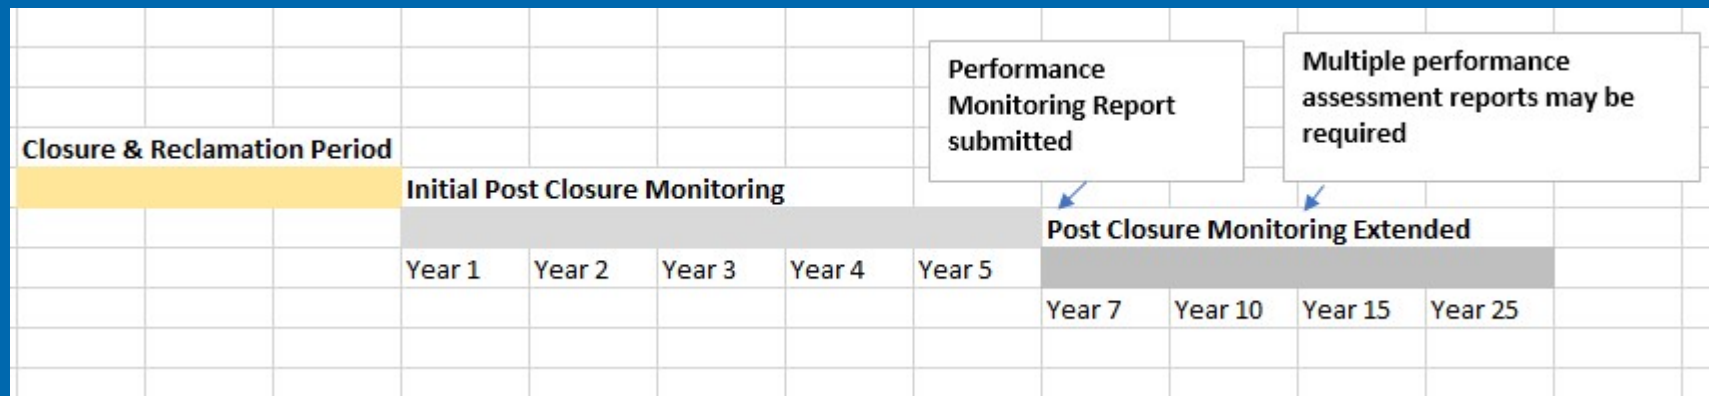 Performance
Monitoring Report
submitted
Multiple performance
assessment reports may be
required
Closure & Reclamation Period
Initial Post Closure Monitoring
Post Closure Monitoring Extended
Year 1 Year 2 Year 3 Year 4 Year 5
Year 7 Year 10 Year 15 Year 25